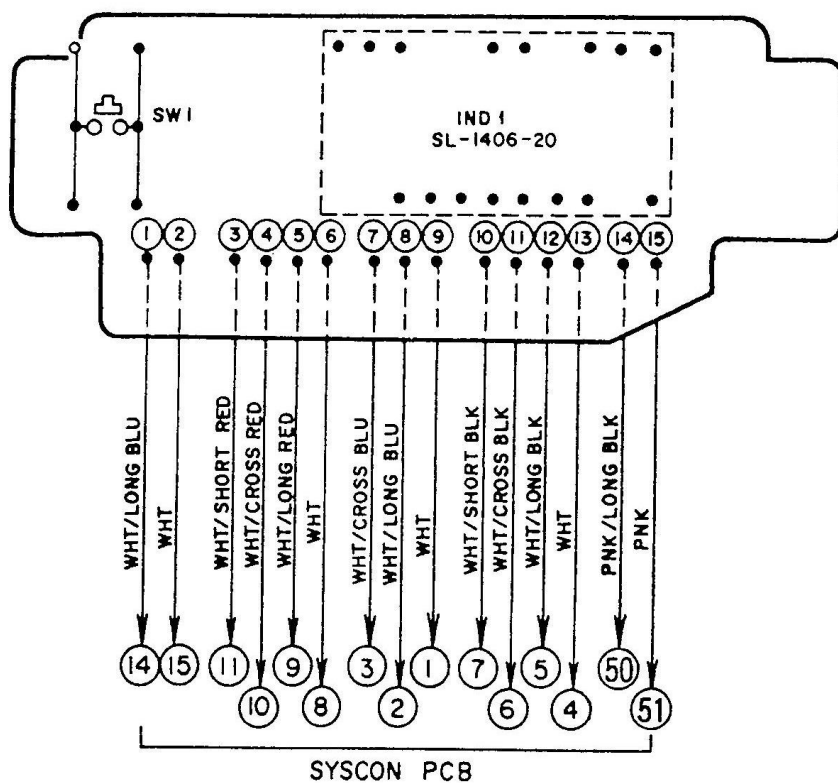 SW1
IND 1
SL-1406-20
1 2 3 4 5 6 7 8 9 10 11 12 13 14 15
WHT/LONG BLU
WHT
WHT/SHORT RED
WHT/CROSS RED
WHT/LONG RED
WHT
WHT/CROSS BLU
WHT/LONG BLU
WHT
WHT/SHORT BLK
WHT/CROSS BLK
WHT/LONG BLK
WHT
PNK/LONG BLK
PNK
14 15 11 9 3 1 7 5 50
10 8 2 6 4 51
SYSCON PCB